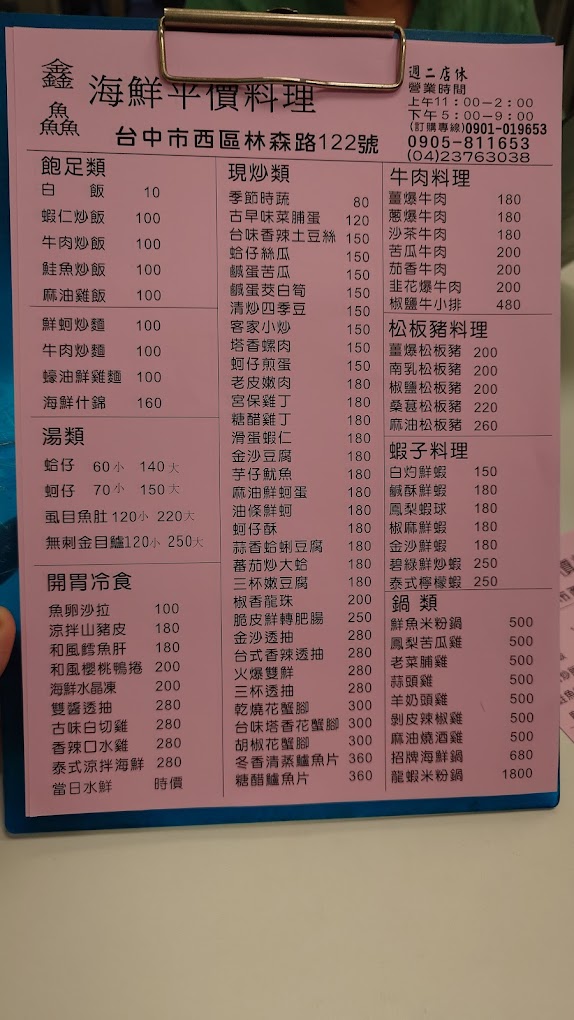 鑫鱻 海鮮平價料理
台中市西區林森路122號
週二店休
營業時間
上午11：00－2：00
下午5：00－9：00
(訂購專線)0901-019653
0905-811653
(04)23763038
飽足類
白飯 10
蝦仁炒飯 100
牛肉炒飯 100
鮭魚炒飯 100
麻油雞飯 100
鮮蚵炒麵 100
牛肉炒麵 100
蠔油鮮雞麵 100
海鮮什錦 160
湯類
蛤仔 60小 140大
蚵仔 70小 150大
虱目魚肚 120小 220大
無刺金目鱸 120小 250大
開胃冷食
魚卵沙拉 100
涼拌山豬皮 180
和風鱈魚肝 180
和風櫻桃鴨捲 200
海鮮水晶凍 200
雙醬透抽 280
古味白切雞 280
香辣口水雞 280
泰式涼拌海鮮 280
當日水鮮 時價
現炒類
季節時蔬 80
古早味菜脯蛋 120
台味香辣土豆絲 150
蛤仔絲瓜 150
鹹蛋苦瓜 150
鹹蛋茭白筍 150
清炒四季豆 150
客家小炒 150
塔香螺肉 150
蚵仔煎蛋 150
老皮嫩肉 180
宮保雞丁 180
糖醋雞丁 180
滑蛋蝦仁 180
金沙豆腐 180
芋仔魷魚 180
麻油鮮蚵蛋 180
油條鮮蚵 180
蚵仔酥 180
蒜香蛤蜊豆腐 180
蕃茄炒大蛤 180
三杯嫩豆腐 180
椒香龍珠 200
脆皮鮮轉肥腸 250
金沙透抽 280
台式香辣透抽 280
火爆雙鮮 280
三杯透抽 280
乾燒花蟹腳 300
台味塔香花蟹腳 300
胡椒花蟹腳 300
冬香清蒸鱸魚片 360
糖醋鱸魚片 360
牛肉料理
薑爆牛肉 180
蔥爆牛肉 180
沙茶牛肉 180
苦瓜牛肉 200
茄香牛肉 200
韭花爆牛肉 200
椒鹽牛小排 480
松板豬料理
薑爆松板豬 200
南乳松板豬 200
椒鹽松板豬 200
桑甚松板豬 220
麻油松板豬 260
蝦子料理
白灼鮮蝦 150
鹹酥鮮蝦 180
鳳梨蝦球 180
椒麻鮮蝦 180
金沙鮮蝦 180
碧綠鮮炒蝦 250
泰式檸檬蝦 250
鍋類
鮮魚米粉鍋 500
鳳梨苦瓜雞 500
老菜脯雞 500
蒜頭雞 500
羊奶頭雞 500
剝皮辣椒雞 500
麻油燒酒雞 500
招牌海鮮鍋 680
龍蝦米粉鍋 1800